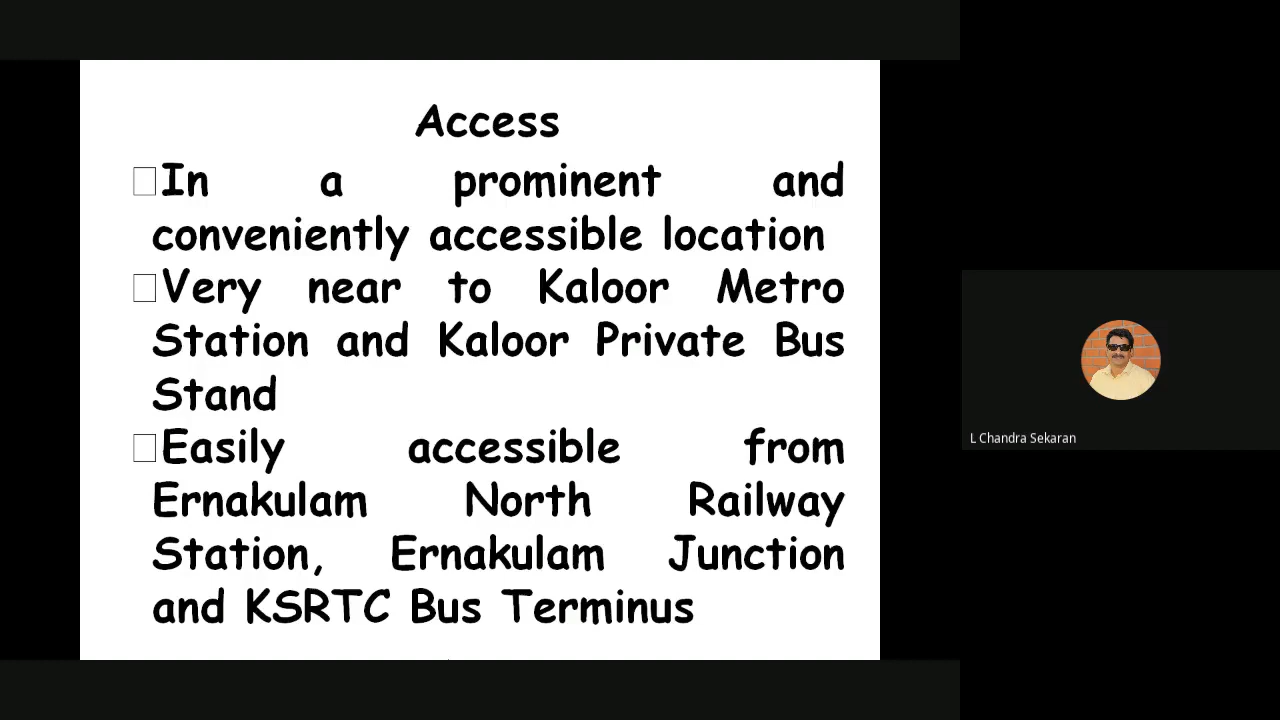 Access
In a prominent and
conveniently accessible location
Very near to Kaloor Metro
Station and Kaloor Private Bus
Stand
Easily accessible from
Ernakulam North Railway
Station, Ernakulam Junction
and KSRTC Bus Terminus
L Chandra Sekaran